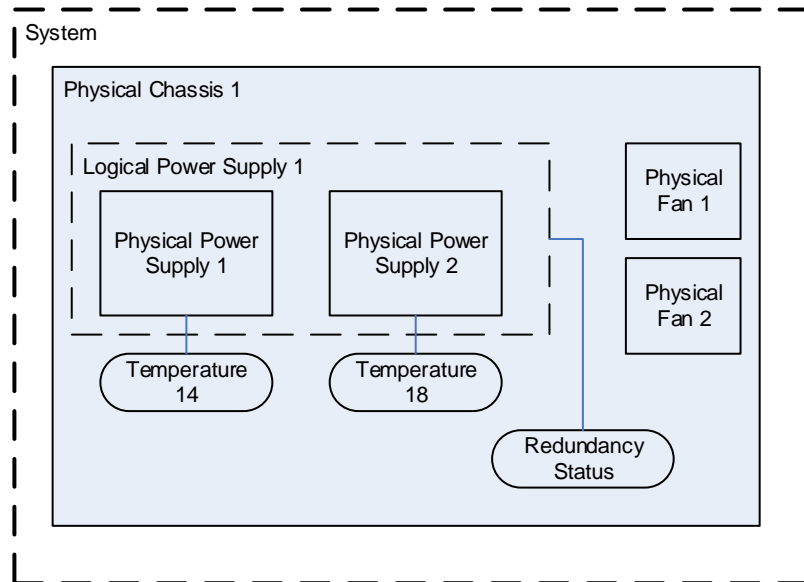 System
Physical Chassis 1
Logical Power Supply 1
Physical Power
Supply 1
Physical Power
Supply 2
Physical
Fan 1
Physical
Fan 2
Temperature
14
Temperature
18
Redundancy
Status